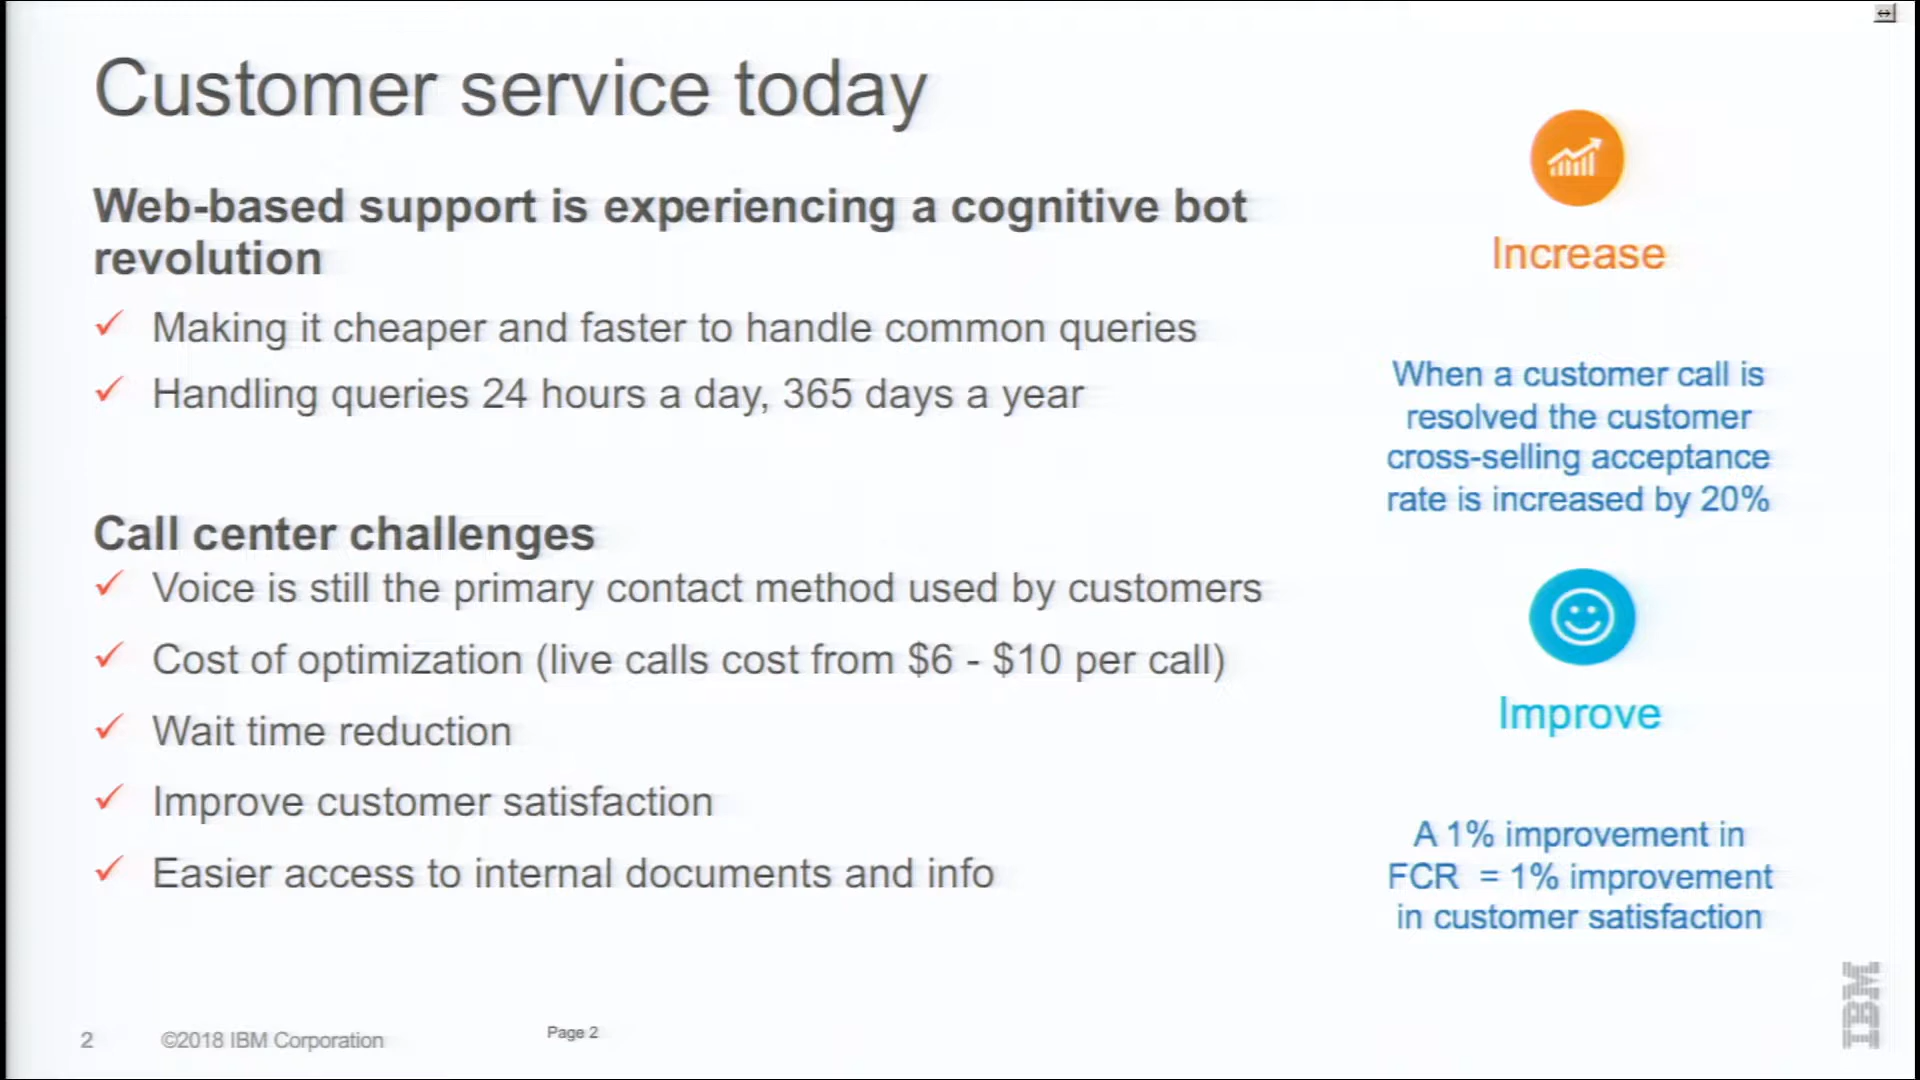 Customer service today
Web-based support is experiencing a cognitive bot
revolution
Making it cheaper and faster to handle common queries
Handling queries 24 hours a day, 365 days a year
Call center challenges
Voice is still the primary contact method used by customers
Cost of optimization (live calls cost from $6 - $10 per call)
Wait time reduction
Improve customer satisfaction
Easier access to internal documents and info
Increase
When a customer call is
resolved the customer
cross-selling acceptance
rate is increased by 20%
Improve
A 1% improvement in
FCR = 1% improvement
in customer satisfaction
2
©2018 IBM Corporation
Page 2
IBM